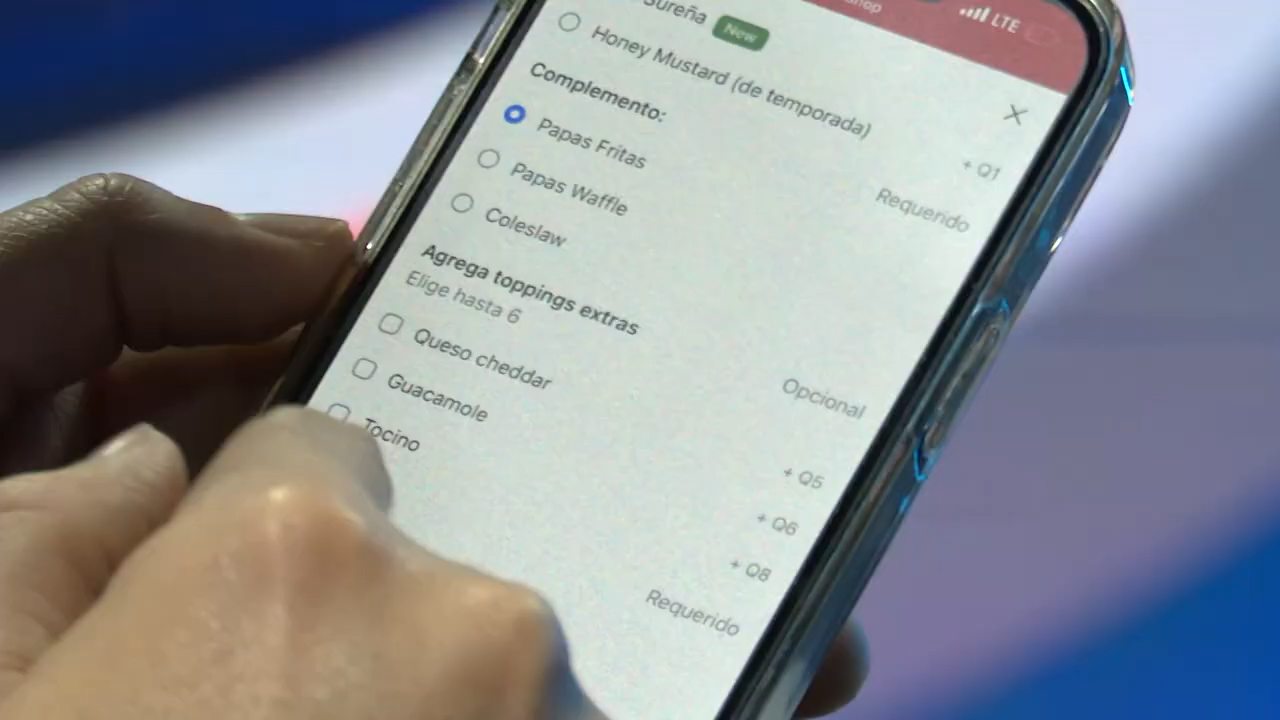 shop LTE
Sureña New
Honey Mustard (de temporada) + Q1
Complemento: Requerido
Papas Fritas
Papas Waffle
Coleslaw
Agrega toppings extras Opcional
Elige hasta 6
Queso cheddar + Q5
Guacamole + Q6
Tocino + Q8
Requerido